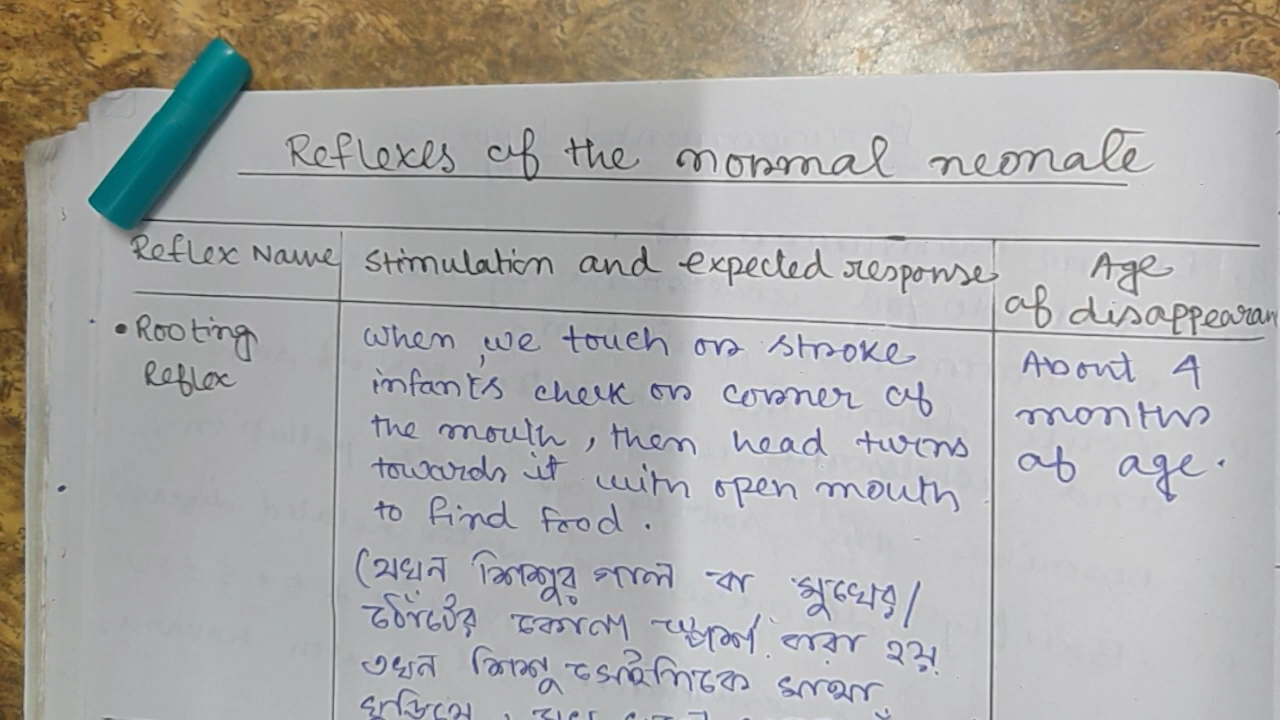 Reflexes of the normal neonate
Reflex Name
Stimulation and expected response
Age
of disappearan
• Rooting
Reflex
When, we touch or stroke
infant's cheek or corner of
the mouth, then head turns
towards it with open mouth
to find food.
(যখন শিশুর গালে বা মুখের/
ঠোঁটের কোণে স্পর্শ করা হয়
তখন শিশু সেইদিকে মাথা
ঘুরিয়ে,
About 4
months
of age.